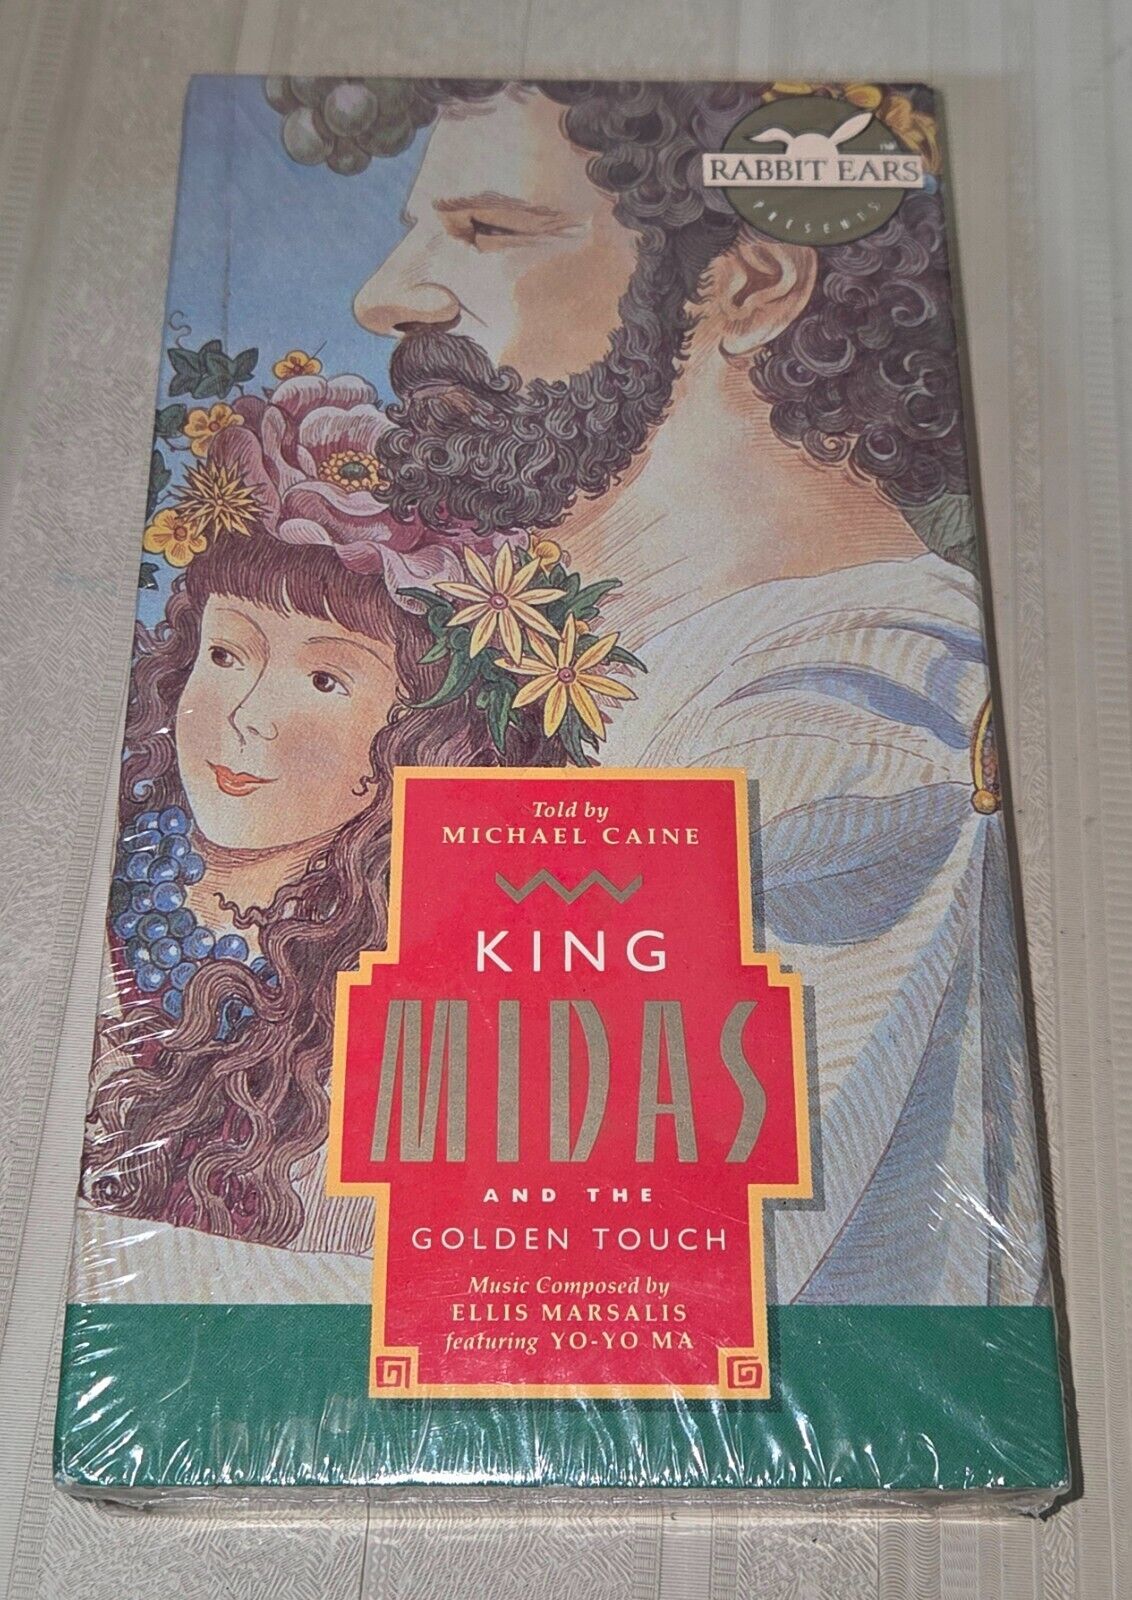 RABBIT EARS
PRESENTS
Told by
MICHAEL CAINE
KING
MIDAS
AND THE
GOLDEN TOUCH
Music Composed by
ELLIS MARSALIS
featuring YO-YO MA